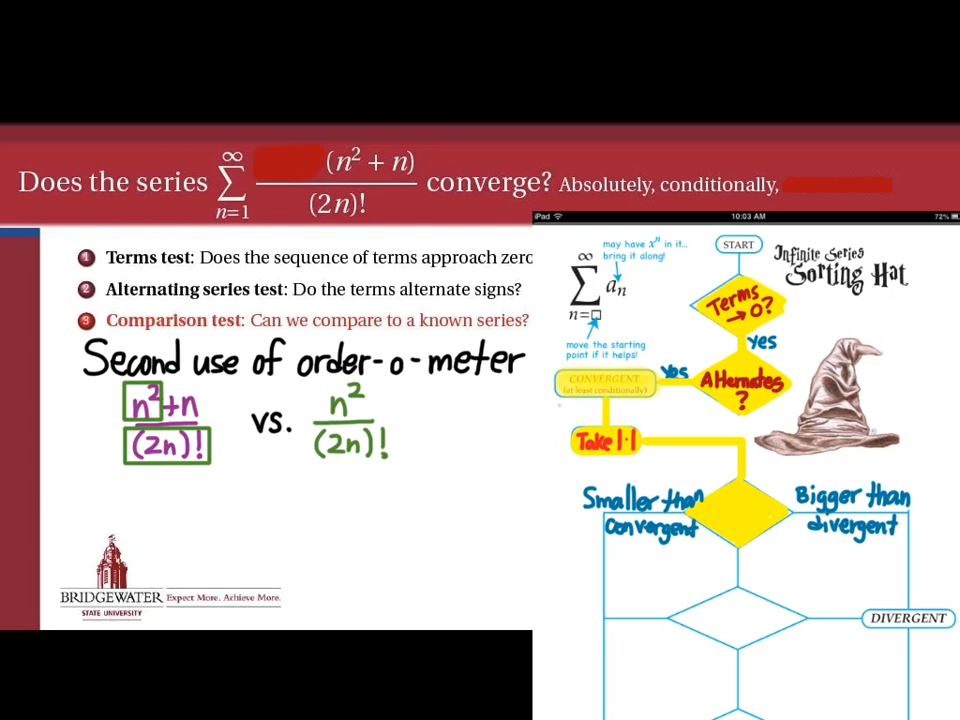 Does the series ∞ ∑ n=1 (n² + n) / (2n)! converge? Absolutely, conditionally,
1 Terms test: Does the sequence of terms approach zero
2 Alternating series test: Do the terms alternate signs?
3 Comparison test: Can we compare to a known series?
Second use of order-o-meter
n²+n / (2n)! vs. n² / (2n)!
BRIDGEWATER
STATE UNIVERSITY
Expect More. Achieve More.
iPad 10:03 AM 72%
may have xⁿ in it...
bring it along!
∞ ∑ n=□ aₙ
move the starting
point if it helps!
START
Infinite Series
Sorting Hat
Terms
→0?
yes
Alternates
?
yes
CONVERGENT
(at least conditionally)
Take |·|
Smaller than
convergent
Bigger than
divergent
DIVERGENT